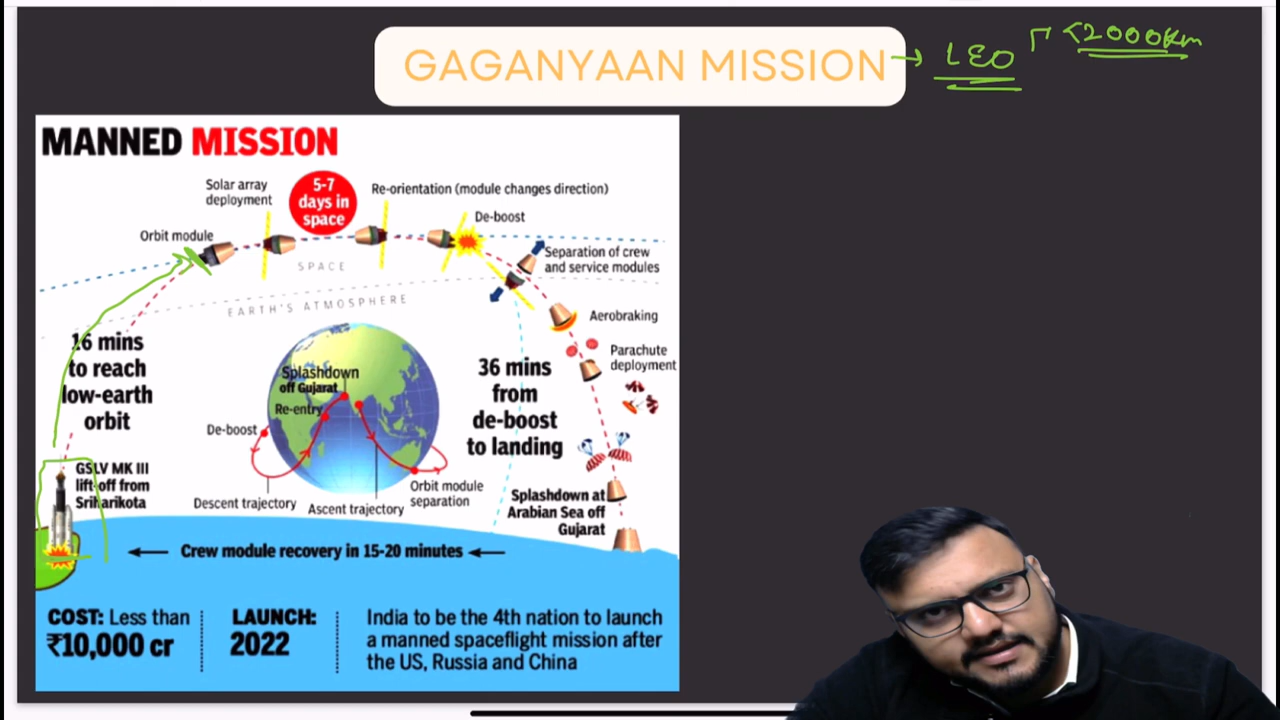 GAGANYAAN MISSION → LEO <2000km
MANNED MISSION
Solar array
deployment
5-7
days in
space
Re-orientation (module changes direction)
De-boost
Orbit module
SPACE
Separation of crew
and service modules
EARTH'S ATMOSPHERE
Aerobraking
Parachute
deployment
16 mins
to reach
low-earth
orbit
36 mins
from
de-boost
to landing
Splashdown
off Gujarat
Re-entry
De-boost
Descent trajectory
Ascent trajectory
Orbit module
separation
GSLV MK III
lift-off from
Sriharikota
Splashdown at
Arabian Sea off
Gujarat
Crew module recovery in 15-20 minutes
COST: Less than
₹10,000 cr
LAUNCH:
2022
India to be the 4th nation to launch
a manned spaceflight mission after
the US, Russia and China